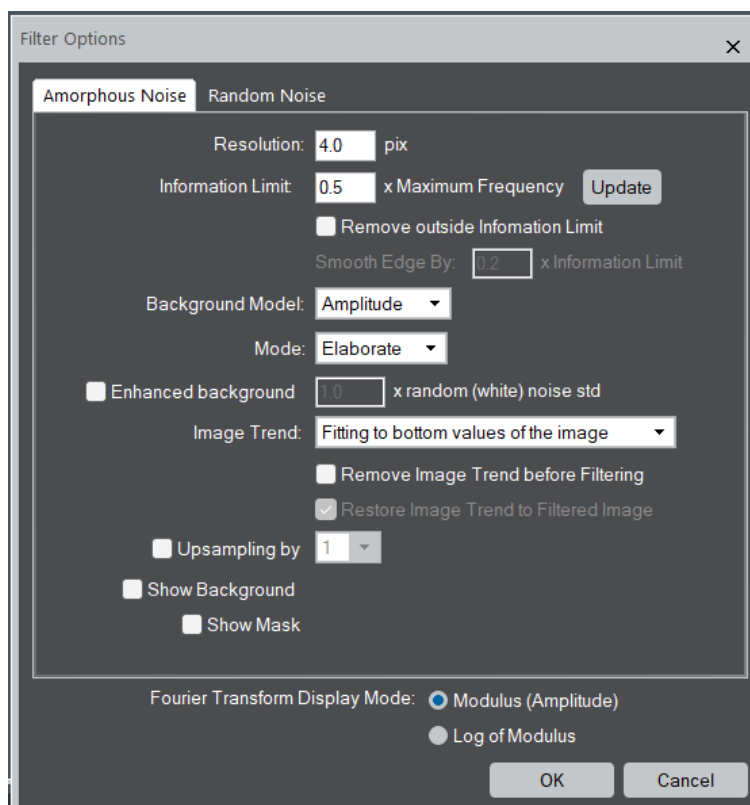 Filter Options
Amorphous Noise Random Noise
Resolution: 4.0 pix
Information Limit: 0.5 x Maximum Frequency Update
Remove outside Infomation Limit
Smooth Edge By: 0.2 x Information Limit
Background Model: Amplitude
Mode: Elaborate
Enhanced background 1.0 x random (white) noise std
Image Trend: Fitting to bottom values of the image
Remove Image Trend before Filtering
Restore Image Trend to Filtered Image
Upsampling by 1
Show Background
Show Mask
Fourier Transform Display Mode: Modulus (Amplitude)
Log of Modulus
OK Cancel